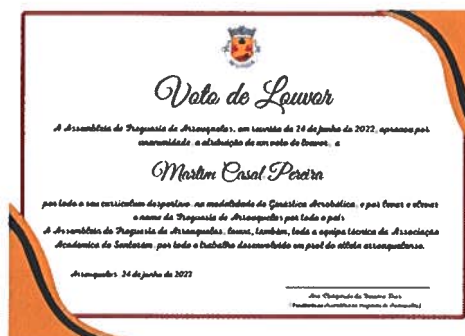 Voto de Louvor
A Assembleia de Freguesia de Arrouquelas, em reunião de 24 de junho de 2022, aprovou por
unanimidade, a atribuição de um voto de louvor, a
Martim Casal Pereira
por todo o seu curriculum desportivo, na modalidade de Ginástica Acrobática, e por levar e elevar
o nome da Freguesia de Arrouquelas por todo o país.
A Assembleia de Freguesia de Arrouquelas, louva, também, toda a equipa técnica da Associação
Académica de Santarém, por todo o trabalho desenvolvido em prol do atleta arrouquelense.
Arrouquelas, 24 de junho de 2022